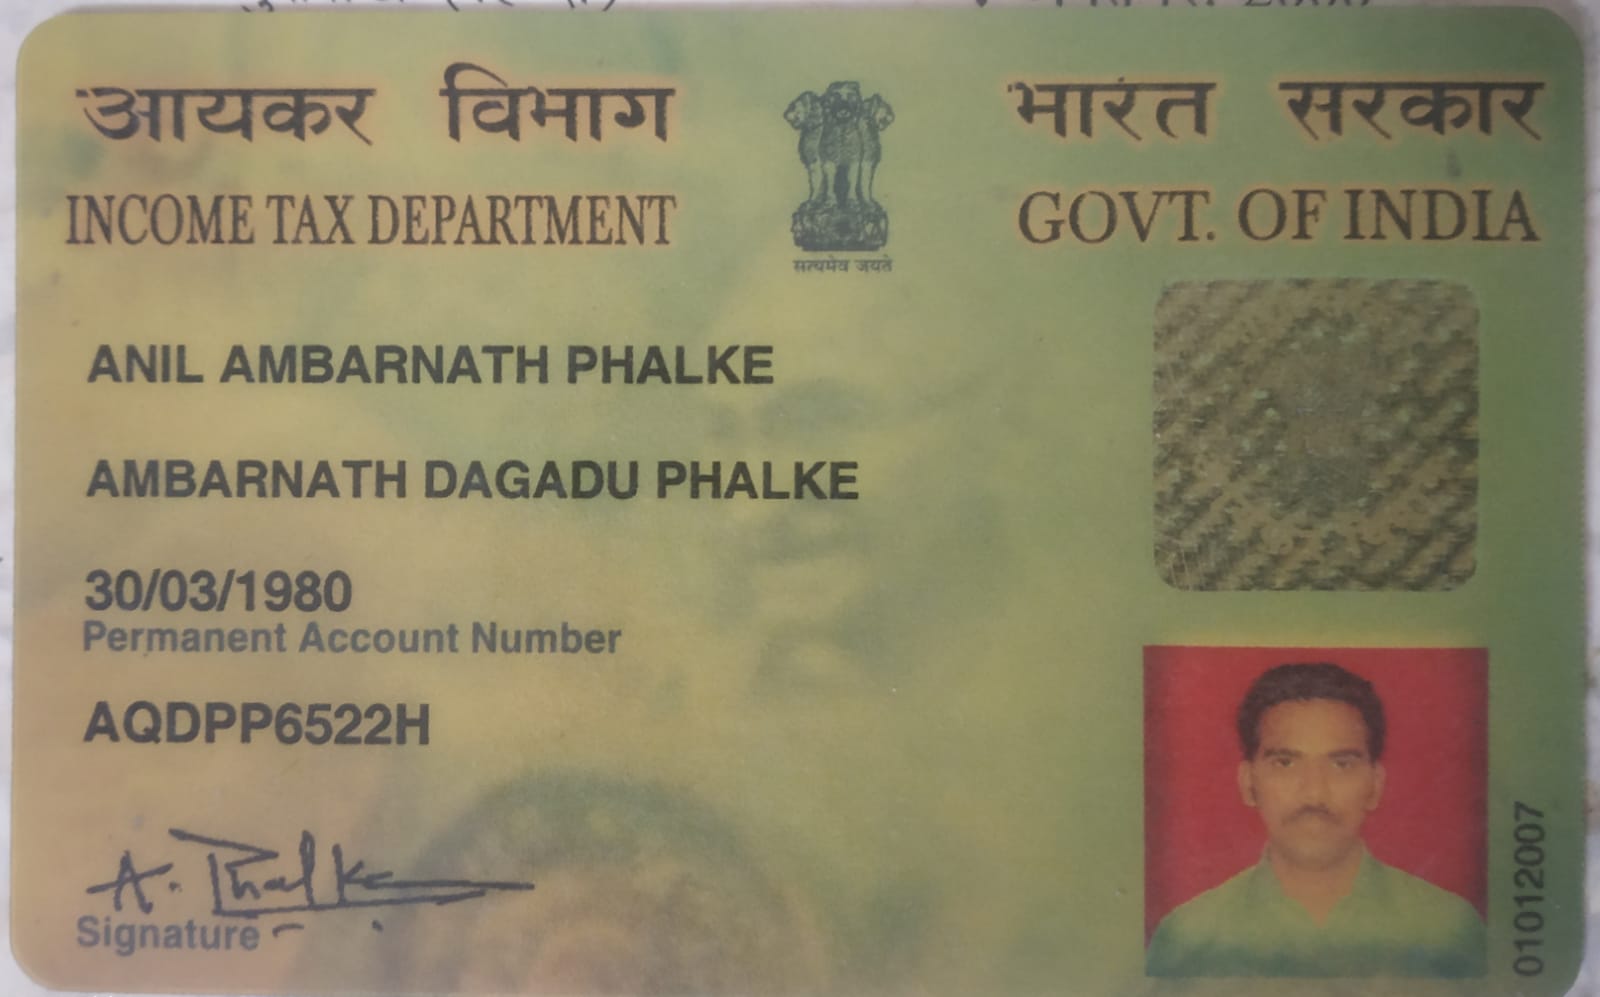 आयकर विभाग
INCOME TAX DEPARTMENT
सत्यमेव जयते
भारत सरकार
GOVT. OF INDIA
ANIL AMBARNATH PHALKE
AMBARNATH DAGADU PHALKE
30/03/1980
Permanent Account Number
AQDPP6522H
A. Phalke
Signature
01012007